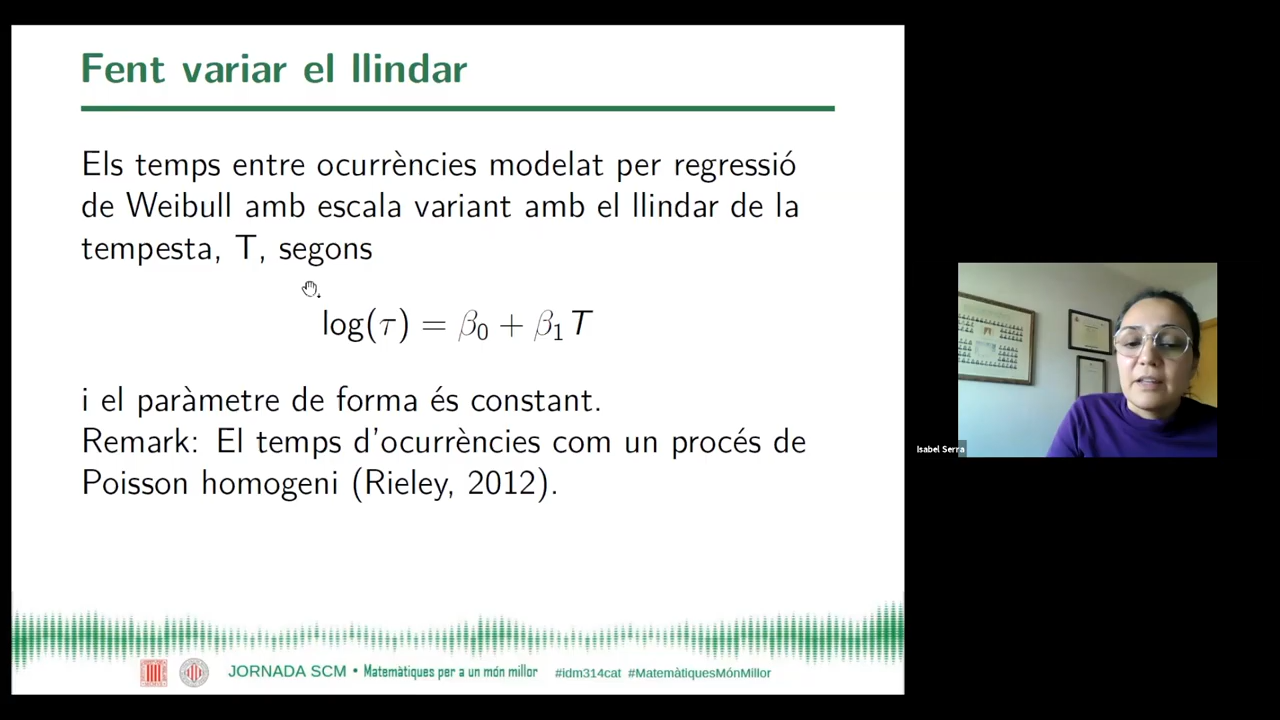 Fent variar el llindar
Els temps entre ocurrències modelat per regressió
de Weibull amb escala variant amb el llindar de la
tempesta, T, segons
log(τ) = β₀ + β₁ T
i el paràmetre de forma és constant.
Remark: El temps d'ocurrències com un procés de
Poisson homogeni (Rieley, 2012).
JORNADA SCM • Matemàtiques per a un món millor #idm314cat #MatemàtiquesMónMillor
Isabel Serra